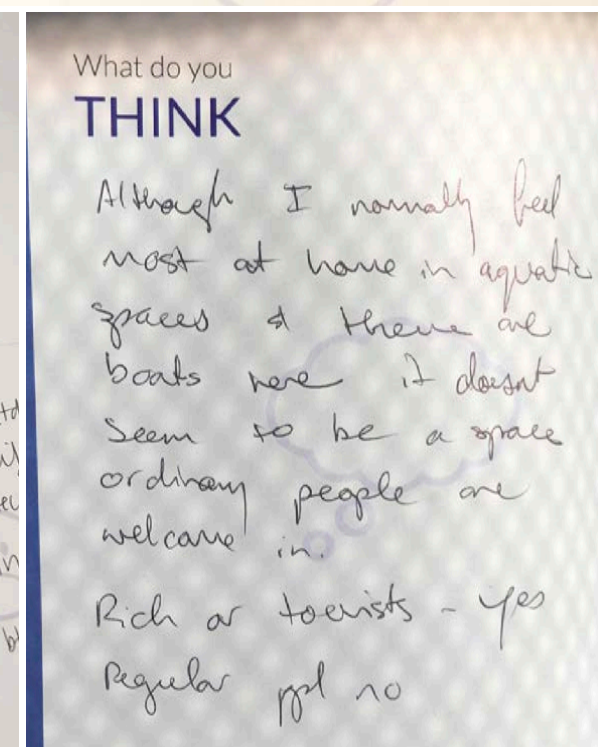 What do you
THINK
Although I normally feel
most at home in aquatic
spaces & there are
boats here it doesnt
seem to be a space
ordinary people are
welcome in.
Rich or tourists - yes
Regular ppl no